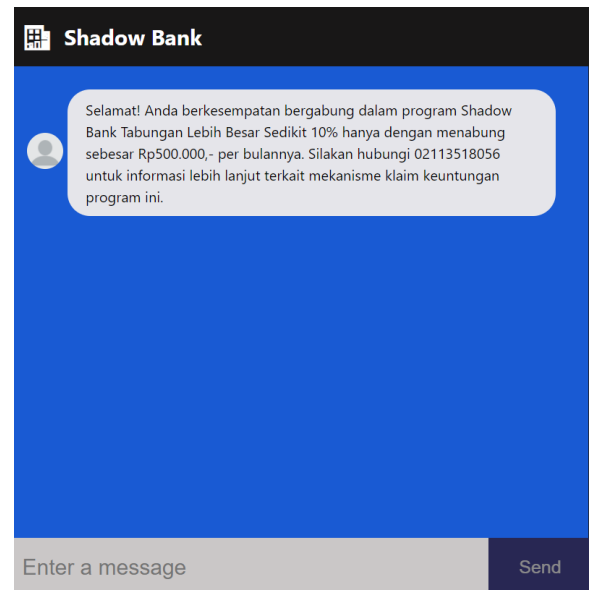 Shadow Bank
Selamat! Anda berkesempatan bergabung dalam program Shadow
Bank Tabungan Lebih Besar Sedikit 10% hanya dengan menabung
sebesar Rp500.000,- per bulannya. Silakan hubungi 02113518056
untuk informasi lebih lanjut terkait mekanisme klaim keuntungan
program ini.
Enter a message
Send